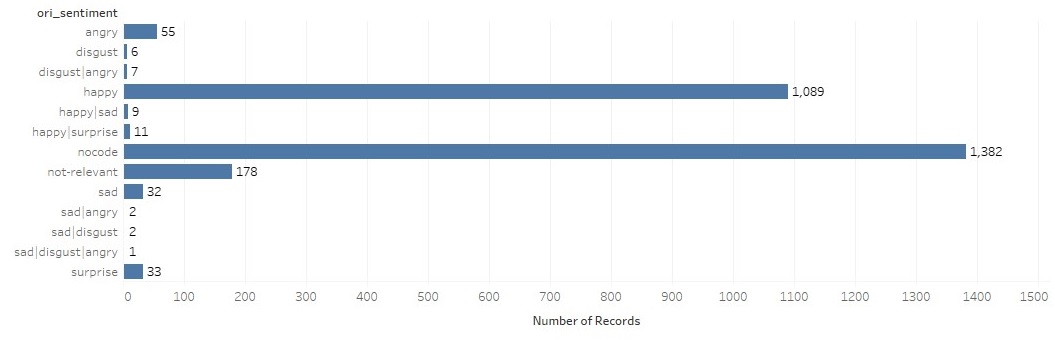 ori_sentiment
angry 55
disgust 6
disgust|angry 7
happy 1,089
happy|sad 9
happy|surprise 11
nocode 1,382
not-relevant 178
sad 32
sad|angry 2
sad|disgust 2
sad|disgust|angry 1
surprise 33
0 100 200 300 400 500 600 700 800 900 1000 1100 1200 1300 1400 1500
Number of Records